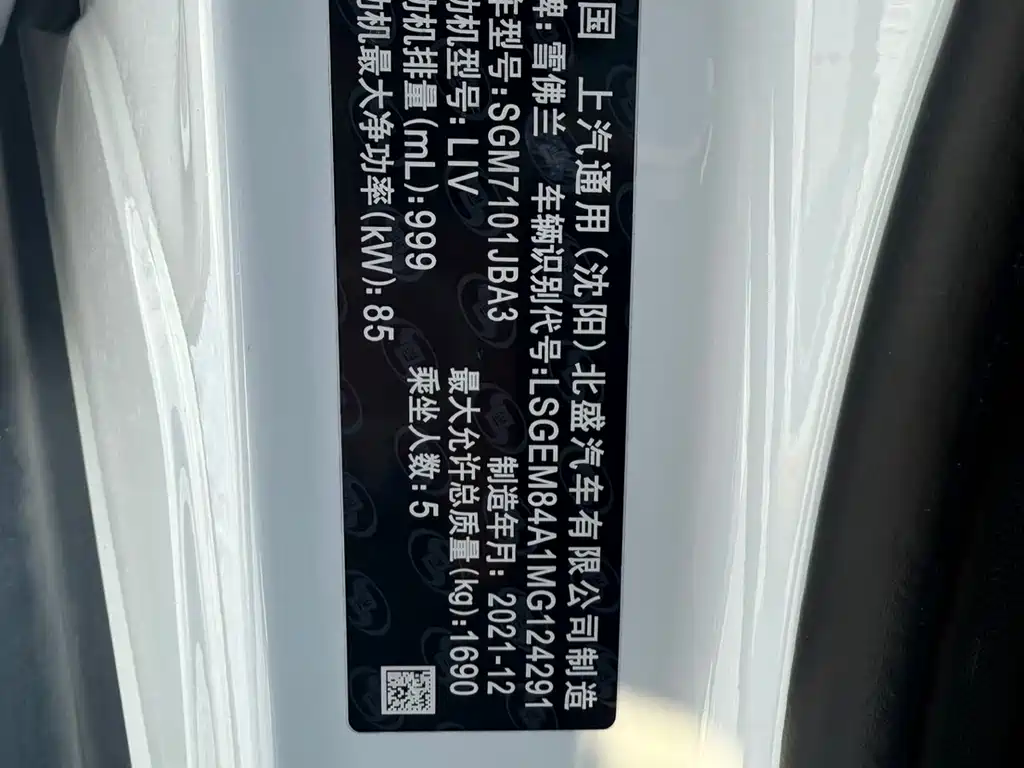 国 上汽通用(沈阳)北盛汽车有限公司制造
牌:雪佛兰 车辆识别代号:LSGEM84A1MG124291
车型号:SGM7101JBA3 制造年月:2021-12
动机型号:LIV 最大允许总质量(kg):1690
动机排量(mL):999 乘坐人数:5
动机最大净功率(kW):85